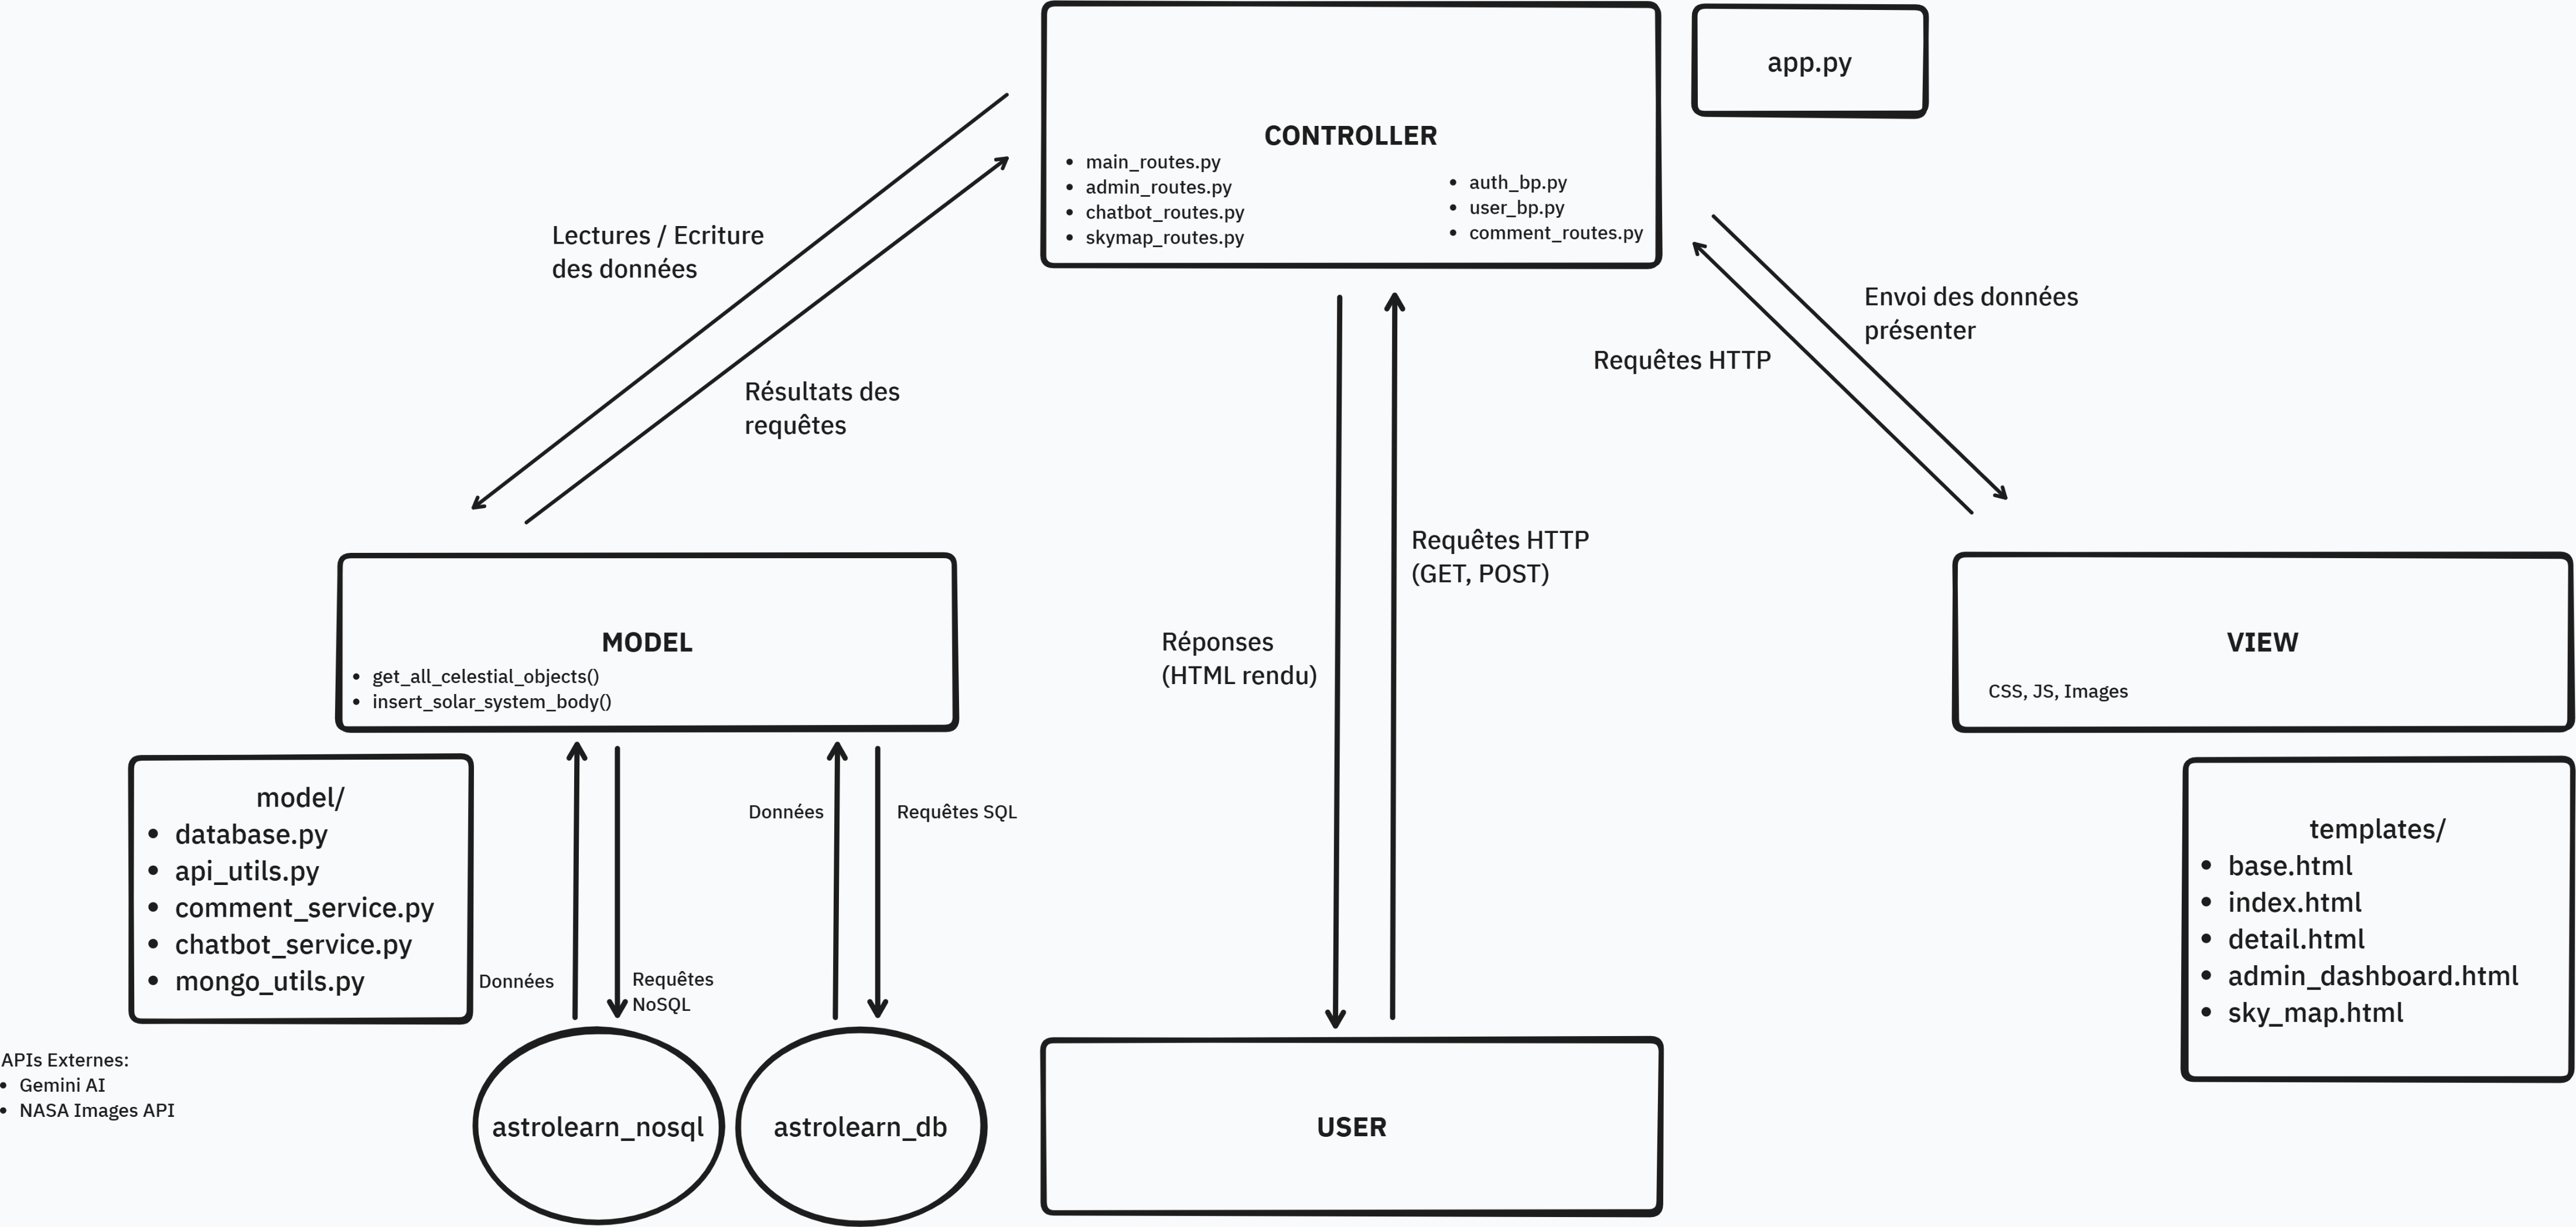 app.py
CONTROLLER
• main_routes.py
• admin_routes.py
• chatbot_routes.py
• skymap_routes.py
• auth_bp.py
• user_bp.py
• comment_routes.py
Lectures / Ecriture
des données
Résultats des
requêtes
Envoi des données
présenter
Requêtes HTTP
Requêtes HTTP
(GET, POST)
Réponses
(HTML rendu)
MODEL
• get_all_celestial_objects()
• insert_solar_system_body()
VIEW
CSS, JS, Images
model/
• database.py
• api_utils.py
• comment_service.py
• chatbot_service.py
• mongo_utils.py
Données
Requêtes SQL
Données
Requêtes
NoSQL
templates/
• base.html
• index.html
• detail.html
• admin_dashboard.html
• sky_map.html
APIs Externes:
• Gemini AI
• NASA Images API
astrolearn_nosql
astrolearn_db
USER